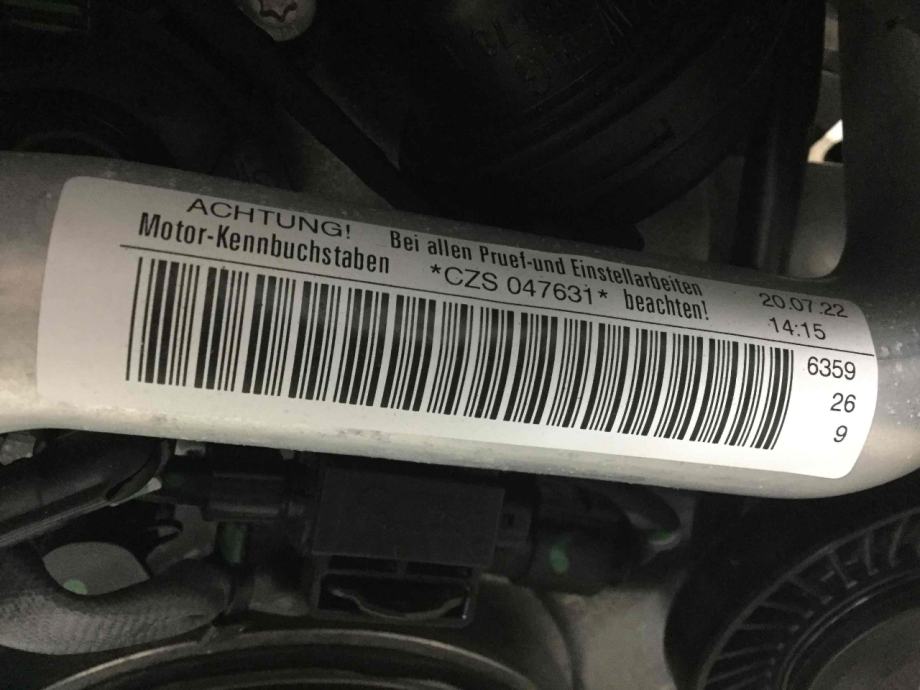 ACHTUNG! Bei allen Pruef-und Einstellarbeiten
Motor-Kennbuchstaben *CZS 047631* beachten!
20.07.22
14:15
6359
26
9